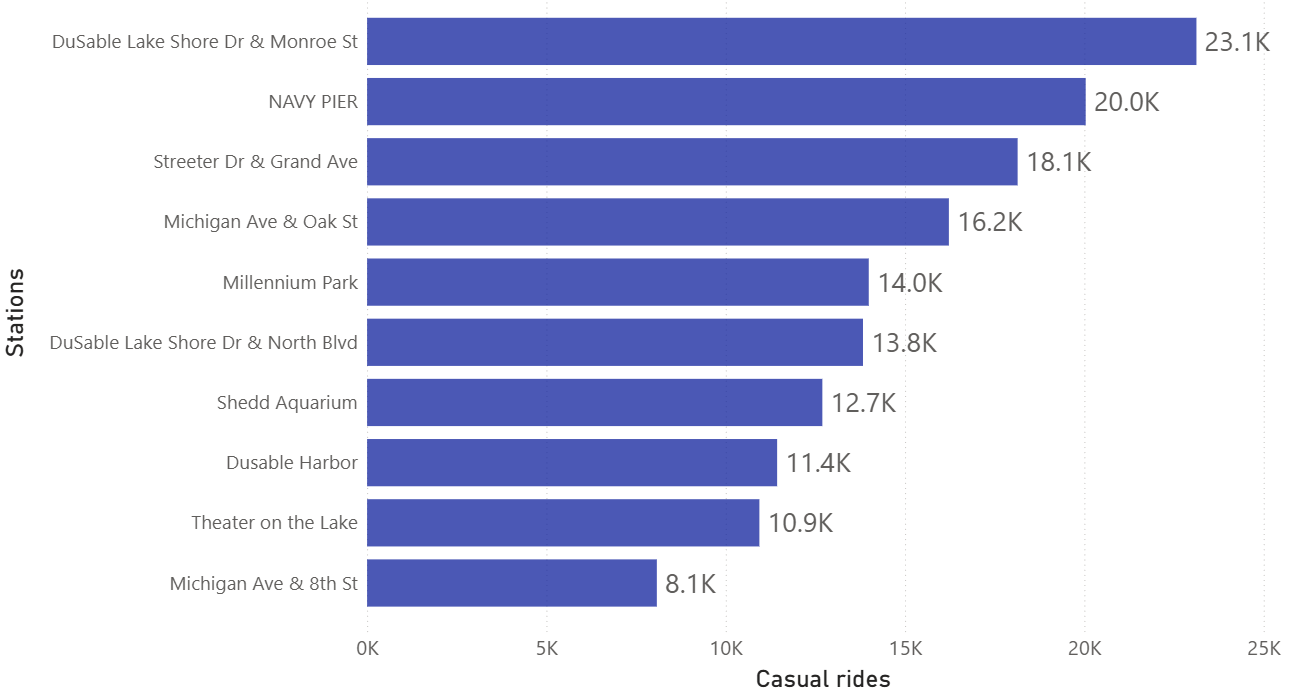 DuSable Lake Shore Dr & Monroe St 23.1K
NAVY PIER 20.0K
Streeter Dr & Grand Ave 18.1K
Michigan Ave & Oak St 16.2K
Millennium Park 14.0K
DuSable Lake Shore Dr & North Blvd 13.8K
Shedd Aquarium 12.7K
Dusable Harbor 11.4K
Theater on the Lake 10.9K
Michigan Ave & 8th St 8.1K
Stations
0K 5K 10K 15K 20K 25K
Casual rides